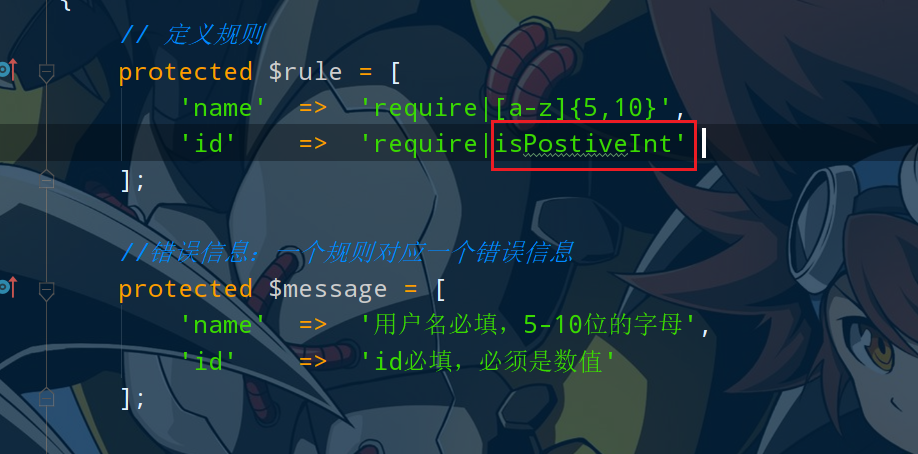 {
// 定义规则
protected $rule = [
'name' => 'require|[a-z]{5,10}',
'id' => 'require|isPostiveInt'
];
//错误信息：一个规则对应一个错误信息
protected $message = [
'name' => '用户名必填，5-10位的字母',
'id' => 'id必填，必须是数值'
];